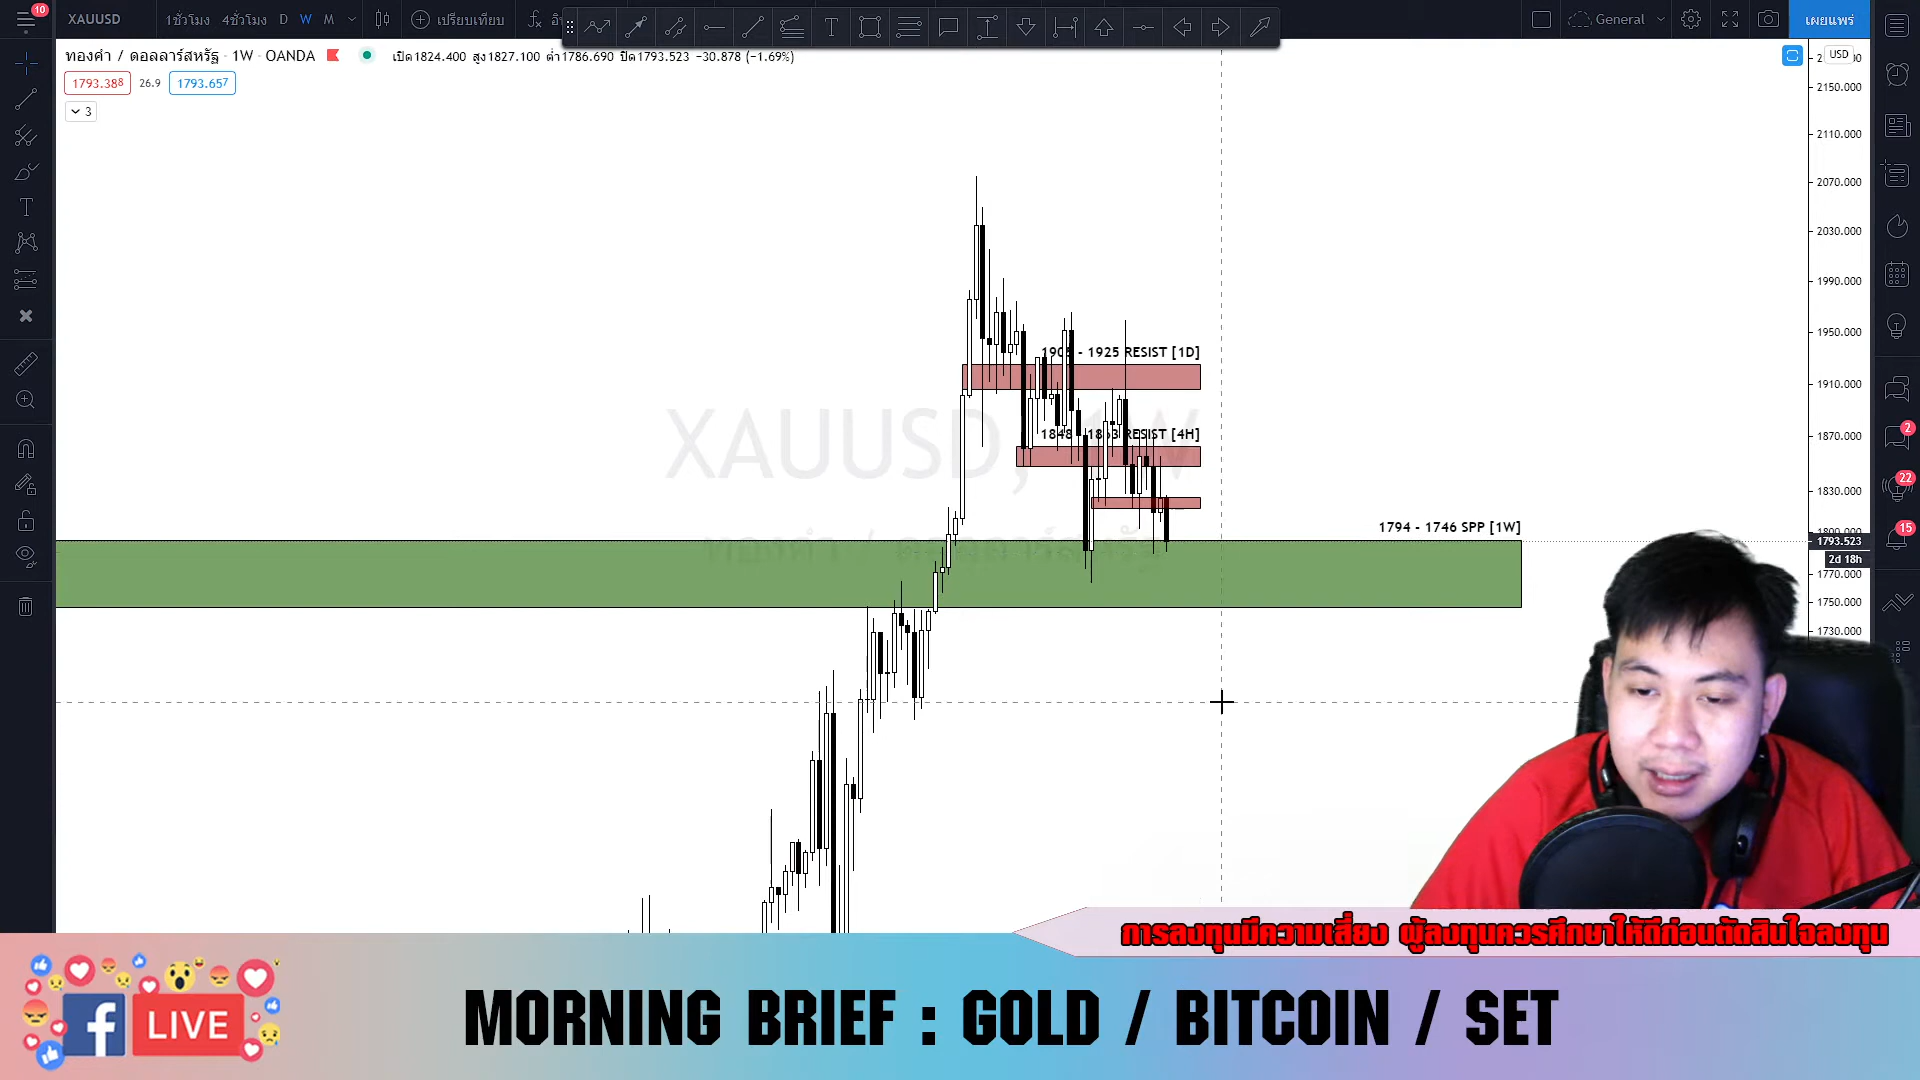 10
XAUUSD
1ชั่วโมง 4ชั่วโมง D W M
เปรียบเทียบ
General
เผยแพร่
ทองคำ / ดอลลาร์สหรัฐ · 1W · OANDA
เปิด1824.400 สูง1827.100 ต่ำ1786.690 ปิด1793.523 −30.878 (−1.69%)
USD
1793.388 26.9 1793.657
3
2150.000
2110.000
2070.000
2030.000
1990.000
1950.000
1910.000
1870.000
1830.000
1800.000
1793.523
2d 18h
1770.000
1750.000
1730.000
- 1925 RESIST [1D]
XAUUSD, 1W
RESIST [4H]
1794 - 1746 SPP [1W]
2
22
15
การลงทุนมีความเสี่ยง ผู้ลงทุนควรศึกษาให้ดีก่อนตัดสินใจลงทุน
f LIVE
MORNING BRIEF : GOLD / BITCOIN / SET